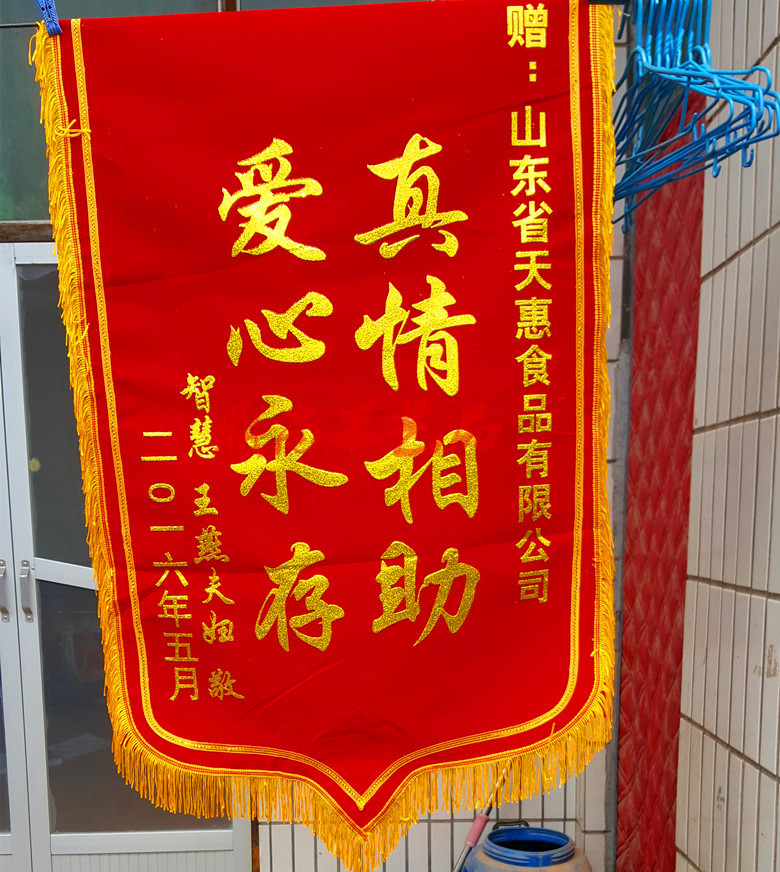 赠：山东省天惠食品有限公司
真情相助
爱心永存
智慧 王燕夫妇 敬
二〇一六年五月